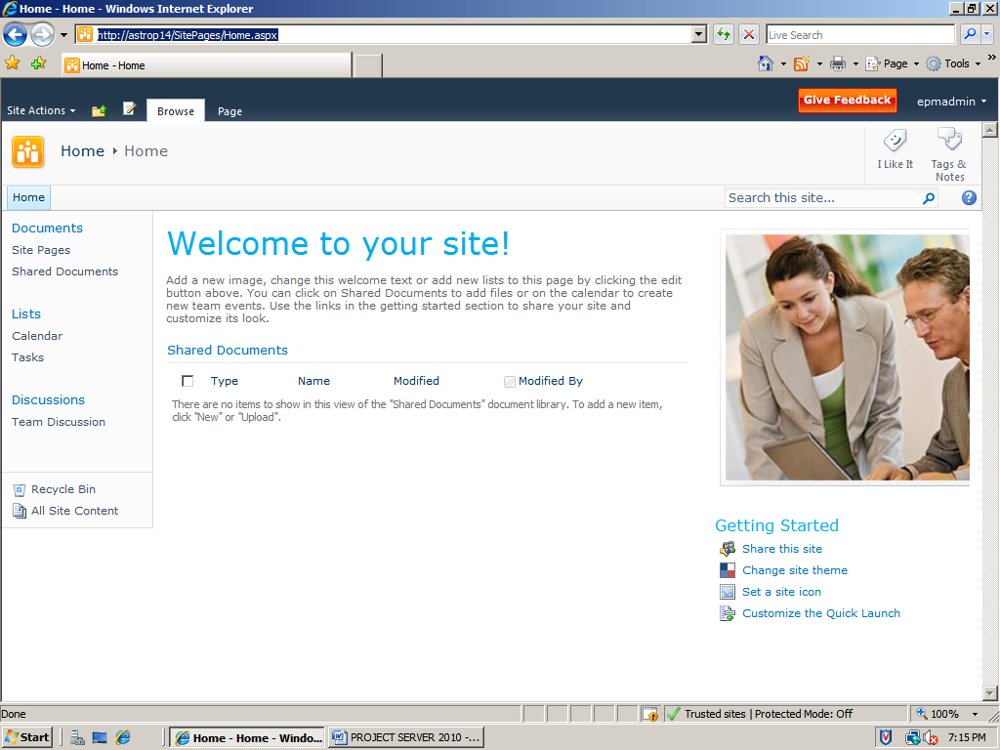 Home - Home - Windows Internet Explorer
http://astrop14/SitePages/Home.aspx
Live Search
Home - Home
Page
Tools
Site Actions
Browse
Page
Give Feedback
epmadmin
Home Home
I Like It
Tags &
Notes
Home
Search this site...
Documents
Site Pages
Shared Documents
Lists
Calendar
Tasks
Discussions
Team Discussion
Recycle Bin
All Site Content
Welcome to your site!
Add a new image, change this welcome text or add new lists to this page by clicking the edit
button above. You can click on Shared Documents to add files or on the calendar to create
new team events. Use the links in the getting started section to share your site and
customize its look.
Shared Documents
Type Name Modified Modified By
There are no items to show in this view of the "Shared Documents" document library. To add a new item,
click "New" or "Upload".
Getting Started
Share this site
Change site theme
Set a site icon
Customize the Quick Launch
Done
Trusted sites | Protected Mode: Off
100%
Start
Home - Home - Windo...
PROJECT SERVER 2010 -...
7:15 PM